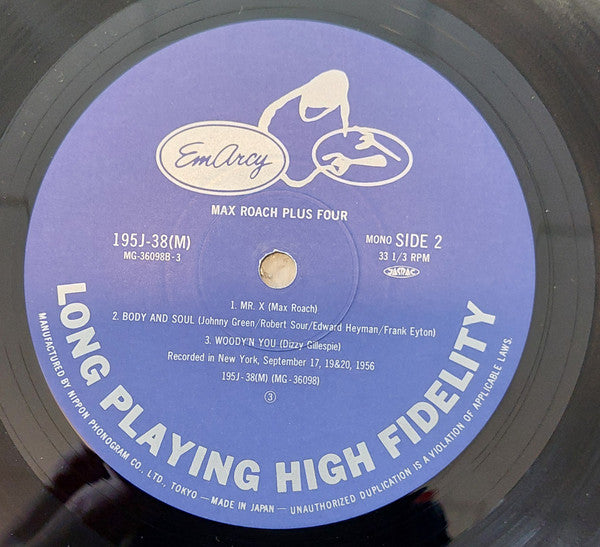 EmArcy
MAX ROACH PLUS FOUR
195J-38(M)
MG-36098B-3
MONO SIDE 2
33 1/3 RPM
JASRAC
1. MR. X (Max Roach)
2. BODY AND SOUL (Johnny Green/Robert Sour/Edward Heyman/Frank Eyton)
3. WOODY'N YOU (Dizzy Gillespie)
Recorded in New York, September 17, 19&20, 1956
195J-38(M) (MG-36098)
③
LONG PLAYING HIGH FIDELITY
MANUFACTURED BY NIPPON PHONOGRAM CO., LTD., TOKYO — MADE IN JAPAN — UNAUTHORIZED DUPLICATION IS A VIOLATION OF APPLICABLE LAWS.